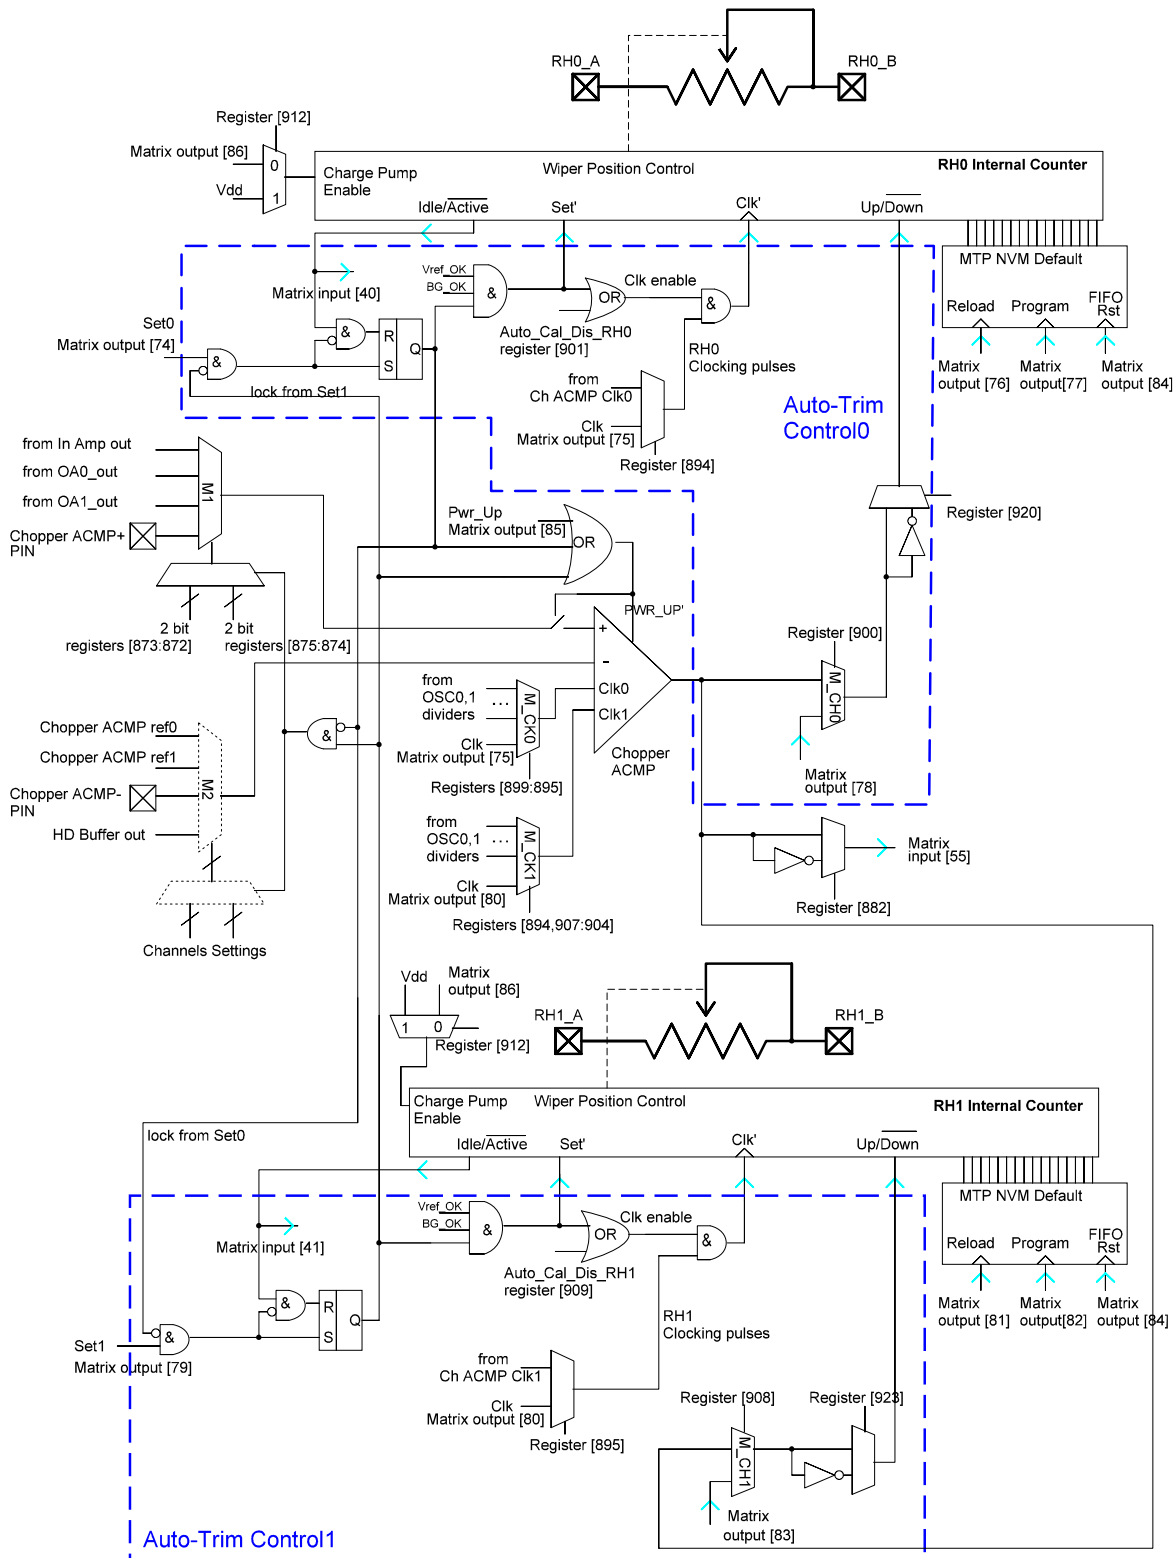 RH0_A
RH0_B
Register [912]
Matrix output [86]
0
Vdd
1
Charge Pump
Enable
Wiper Position Control
RH0 Internal Counter
Idle/Active
Set'
Clk'
Up/Down
MTP NVM Default
Reload
Program
FIFO
Rst
Matrix
output [76]
Matrix
output[77]
Matrix
output [84]
Vref_OK
BG_OK
&
Clk enable
OR
&
Matrix input [40]
Auto_Cal_Dis_RH0
register [901]
Set0
Matrix output [74]
&
&
R
S
Q
lock from Set1
RH0
Clocking pulses
from
Ch ACMP Clk0
Clk
Matrix output [75]
Register [894]
Auto-Trim
Control0
from In Amp out
from OA0_out
from OA1_out
Chopper ACMP+
PIN
M1
2 bit
registers [873:872]
2 bit
registers [875:874]
Pwr_Up
Matrix output [85]
OR
PWR_UP'
Register [920]
Register [900]
M_CH0
Matrix
output [78]
+
-
Clk0
Clk1
Chopper
ACMP
from
OSC0,1
dividers
...
M_CK0
Clk
Matrix output [75]
Registers [899:895]
&
Chopper ACMP ref0
Chopper ACMP ref1
Chopper ACMP-
PIN
HD Buffer out
M2
Channels Settings
from
OSC0,1
dividers
...
M_CK1
Clk
Matrix output [80]
Registers [894,907:904]
Matrix
input [55]
Register [882]
Vdd
Matrix
output [86]
1
0
Register [912]
RH1_A
RH1_B
Charge Pump
Enable
Wiper Position Control
RH1 Internal Counter
Idle/Active
Set'
Clk'
Up/Down
lock from Set0
MTP NVM Default
Reload
Program
FIFO
Rst
Matrix
output [81]
Matrix
output[82]
Matrix
output [84]
Vref_OK
BG_OK
&
Clk enable
OR
&
Matrix input [41]
Auto_Cal_Dis_RH1
register [909]
&
R
S
Q
&
Set1
Matrix output [79]
RH1
Clocking pulses
from
Ch ACMP Clk1
Clk
Matrix output [80]
Register [895]
Register [908]
Register [923]
M_CH1
Matrix
output [83]
Auto-Trim Control1